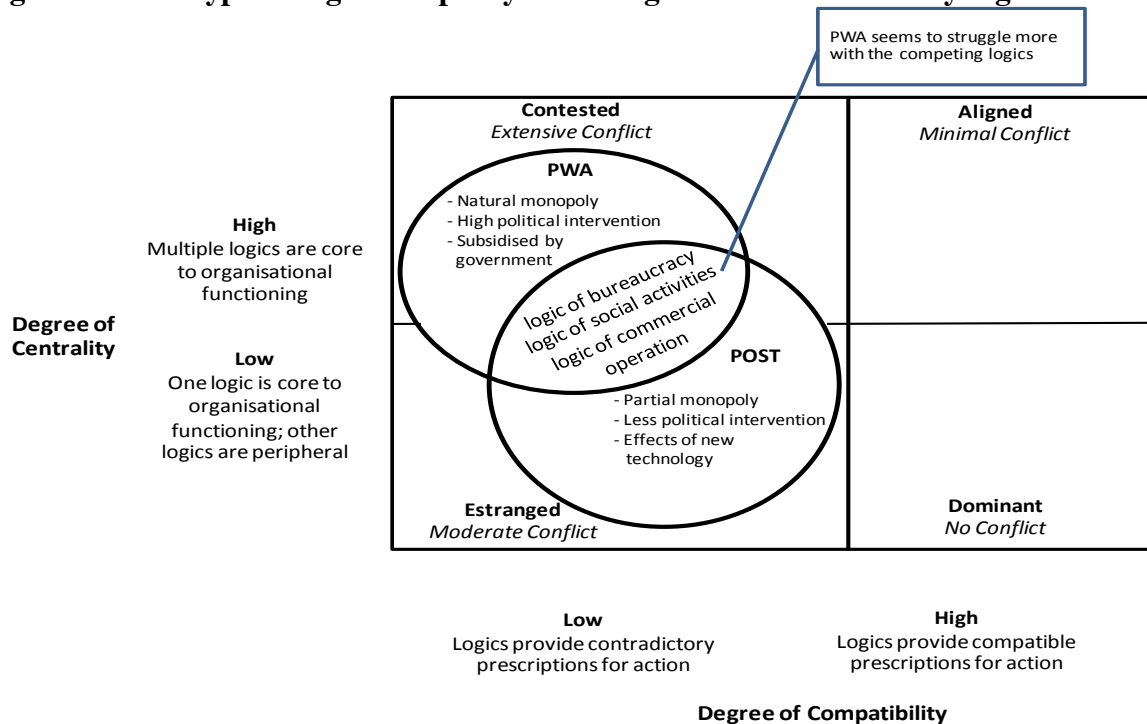 PWA seems to struggle more
with the competing logics
Contested
Extensive Conflict
Aligned
Minimal Conflict
PWA
- Natural monopoly
- High political intervention
- Subsidised by
government
High
Multiple logics are core
to organisational
functioning
logic of bureaucracy
logic of social activities
logic of commercial
operation
Degree of
Centrality
POST
- Partial monopoly
- Less political intervention
- Effects of new
technology
Low
One logic is core to
organisational
functioning; other
logics are peripheral
Estranged
Moderate Conflict
Dominant
No Conflict
Low
Logics provide contradictory
prescriptions for action
High
Logics provide compatible
prescriptions for action
Degree of Compatibility